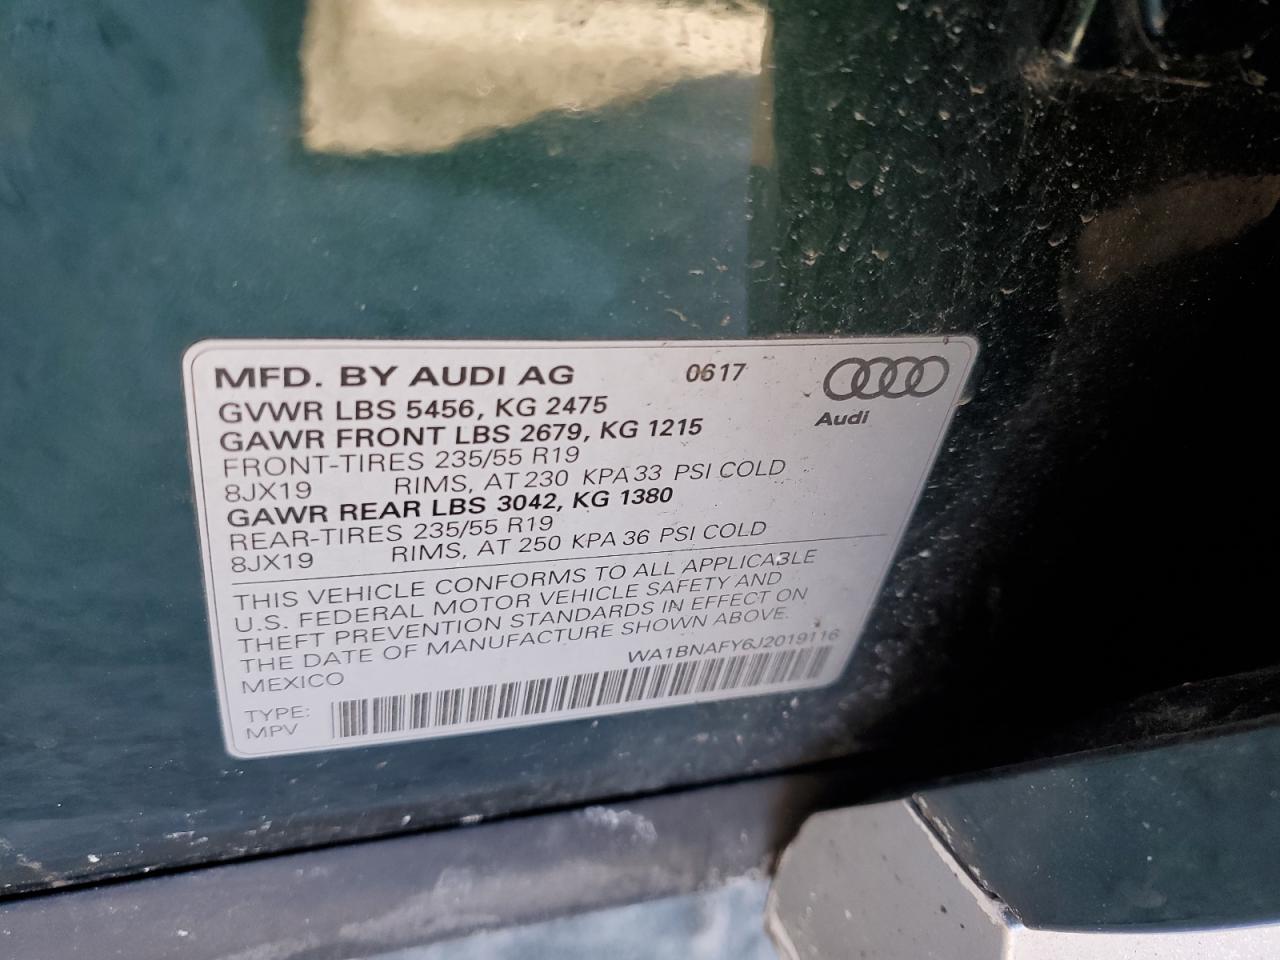 MFD. BY AUDI AG 0617
Audi
GVWR LBS 5456, KG 2475
GAWR FRONT LBS 2679, KG 1215
FRONT-TIRES 235/55 R19
8JX19 RIMS, AT 230 KPA 33 PSI COLD
GAWR REAR LBS 3042, KG 1380
REAR-TIRES 235/55 R19
8JX19 RIMS, AT 250 KPA 36 PSI COLD
THIS VEHICLE CONFORMS TO ALL APPLICABLE
U.S. FEDERAL MOTOR VEHICLE SAFETY AND
THEFT PREVENTION STANDARDS IN EFFECT ON
THE DATE OF MANUFACTURE SHOWN ABOVE.
MEXICO WA1BNAFY6J2019116
TYPE:
MPV